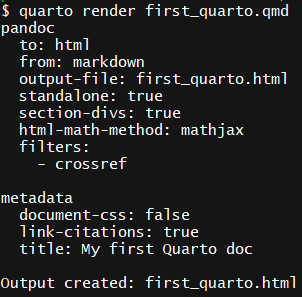 $ quarto render first_quarto.qmd
pandoc
  to: html
  from: markdown
  output-file: first_quarto.html
  standalone: true
  section-divs: true
  html-math-method: mathjax
  filters:
    - crossref

metadata
  document-css: false
  link-citations: true
  title: My first Quarto doc

Output created: first_quarto.html